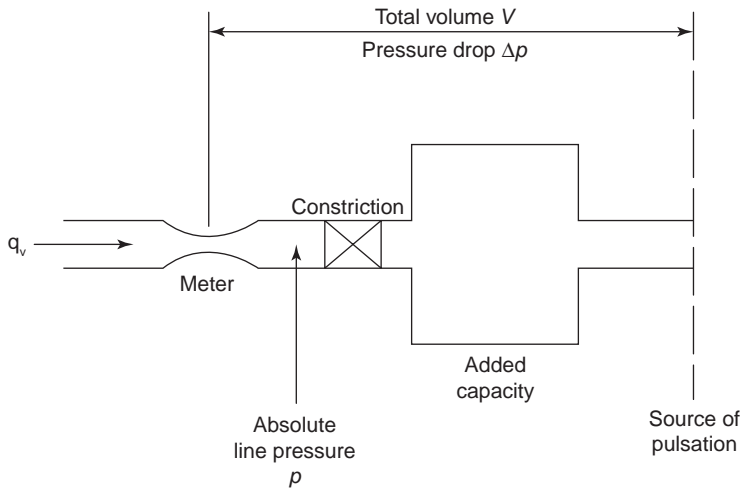 Total volume V
Pressure drop Δp
Constriction
qv
Meter
Added
capacity
Absolute
line pressure
p
Source of
pulsation